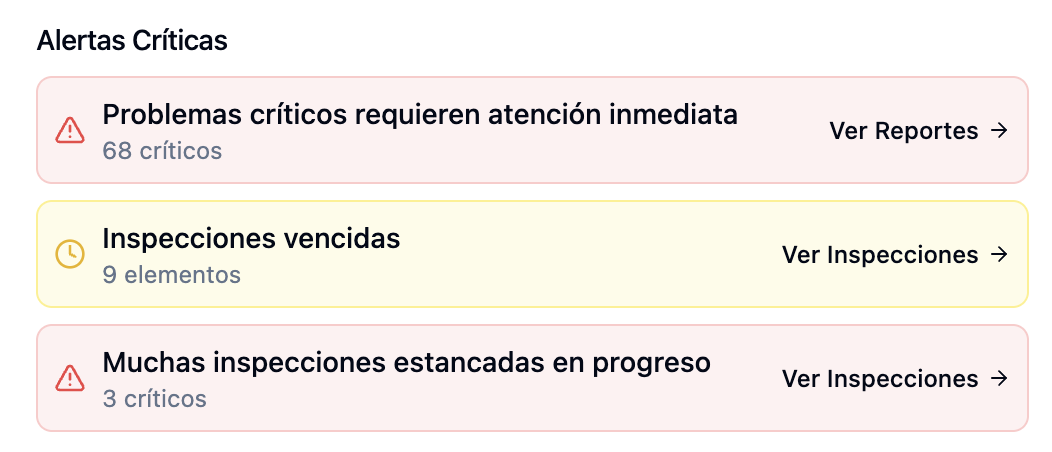 Alertas Críticas
Problemas críticos requieren atención inmediata
68 críticos
Ver Reportes →
Inspecciones vencidas
9 elementos
Ver Inspecciones →
Muchas inspecciones estancadas en progreso
3 críticos
Ver Inspecciones →